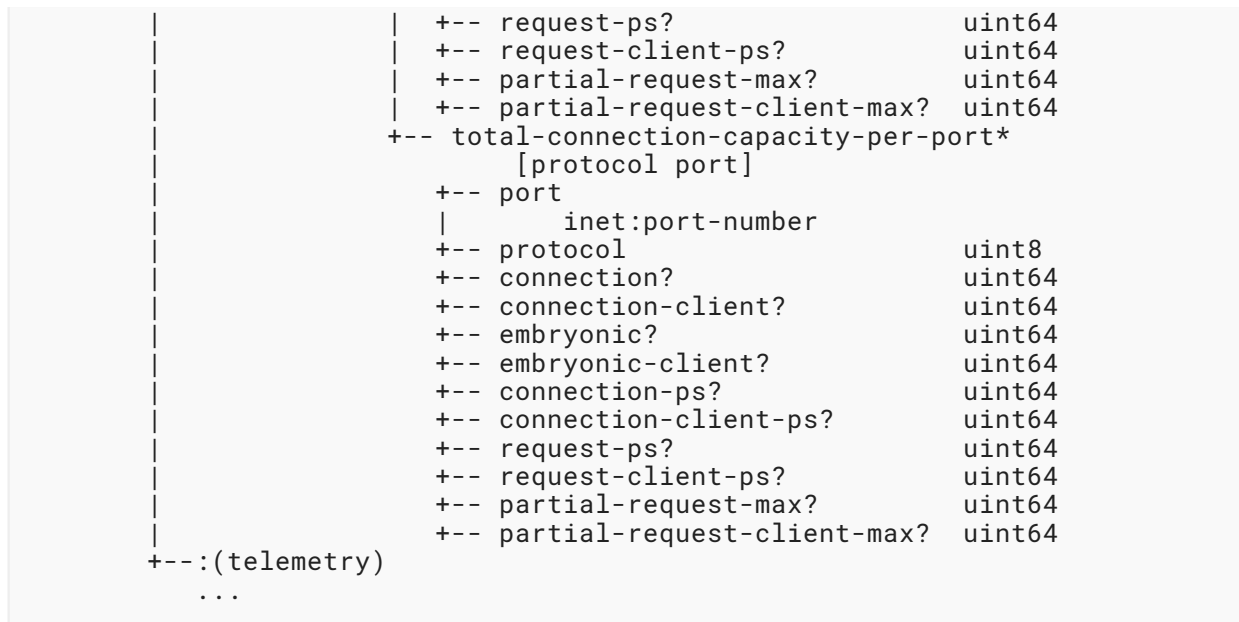 |              |  +-- request-ps?                  uint64
|              |  +-- request-client-ps?           uint64
|              |  +-- partial-request-max?         uint64
|              |  +-- partial-request-client-max?  uint64
|              +-- total-connection-capacity-per-port*
|                      [protocol port]
|                 +-- port
|                 |       inet:port-number
|                 +-- protocol                     uint8
|                 +-- connection?                  uint64
|                 +-- connection-client?           uint64
|                 +-- embryonic?                   uint64
|                 +-- embryonic-client?            uint64
|                 +-- connection-ps?               uint64
|                 +-- connection-client-ps?        uint64
|                 +-- request-ps?                  uint64
|                 +-- request-client-ps?           uint64
|                 +-- partial-request-max?         uint64
|                 +-- partial-request-client-max?  uint64
+--:(telemetry)
   ...